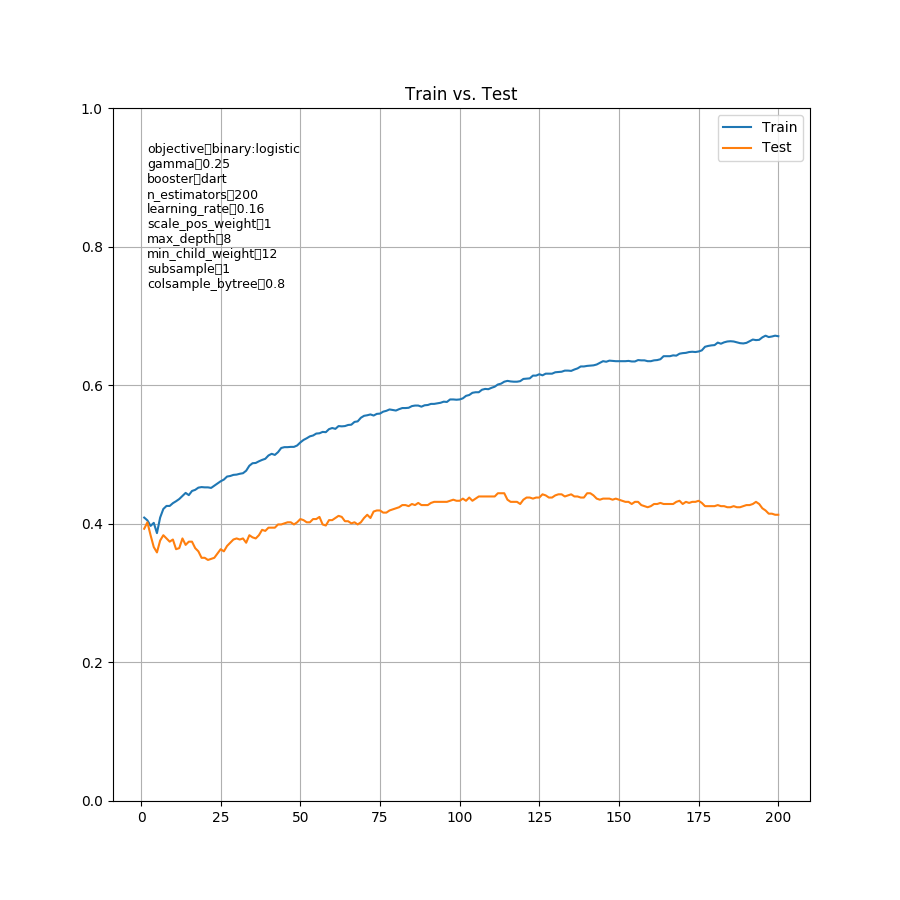 Train vs. Test
1.0
0.8
0.6
0.4
0.2
0.0
objective▯binary:logistic
gamma▯0.25
booster▯dart
n_estimators▯200
learning_rate▯0.16
scale_pos_weight▯1
max_depth▯8
min_child_weight▯12
subsample▯1
colsample_bytree▯0.8
Train
Test
0 25 50 75 100 125 150 175 200